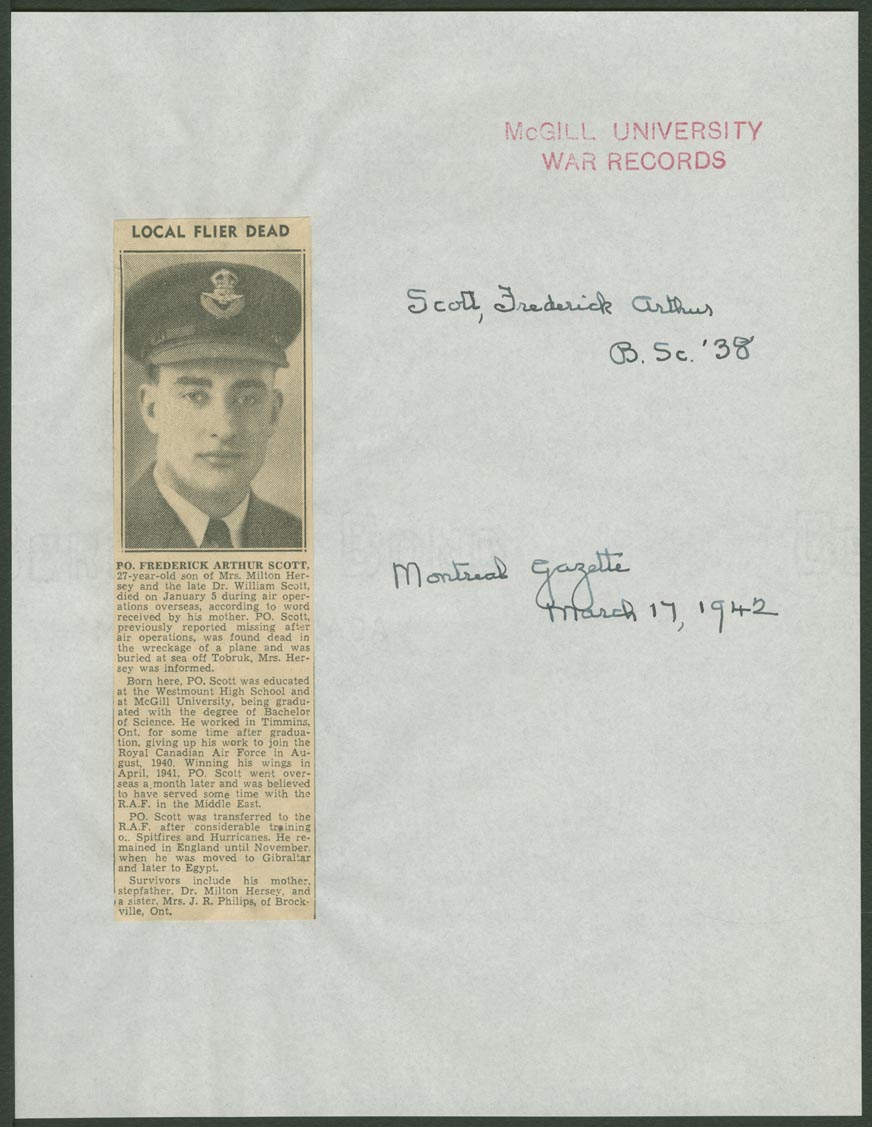 McGILL UNIVERSITY
WAR RECORDS
LOCAL FLIER DEAD
Scott, Frederick Arthur
B. Sc. '38
Montreal Gazette
March 17, 1942
PO. FREDERICK ARTHUR SCOTT,
27-year-old son of Mrs. Milton Her-
sey and the late Dr. William Scott,
died on January 5 during air oper-
ations overseas, according to word
received by his mother. PO. Scott,
previously reported missing after
air operations, was found dead in
the wreckage of a plane and was
buried at sea off Tobruk, Mrs. Her-
sey was informed.
Born here, PO. Scott was educated
at the Westmount High School and
at McGill University, being gradu-
ated with the degree of Bachelor
of Science. He worked in Timmins,
Ont. for some time after gradua-
tion, giving up his work to join the
Royal Canadian Air Force in Au-
gust, 1940. Winning his wings in
April, 1941, PO. Scott went over-
seas a month later and was believed
to have served some time with the
R.A.F. in the Middle East.
PO. Scott was transferred to the
R.A.F. after considerable training
o.. Spitfires and Hurricanes. He re-
mained in England until November,
when he was moved to Gibraltar
and later to Egypt.
Survivors include his mother,
stepfather, Dr. Milton Hersey, and
a sister, Mrs. J. R. Philips, of Brock-
ville, Ont.